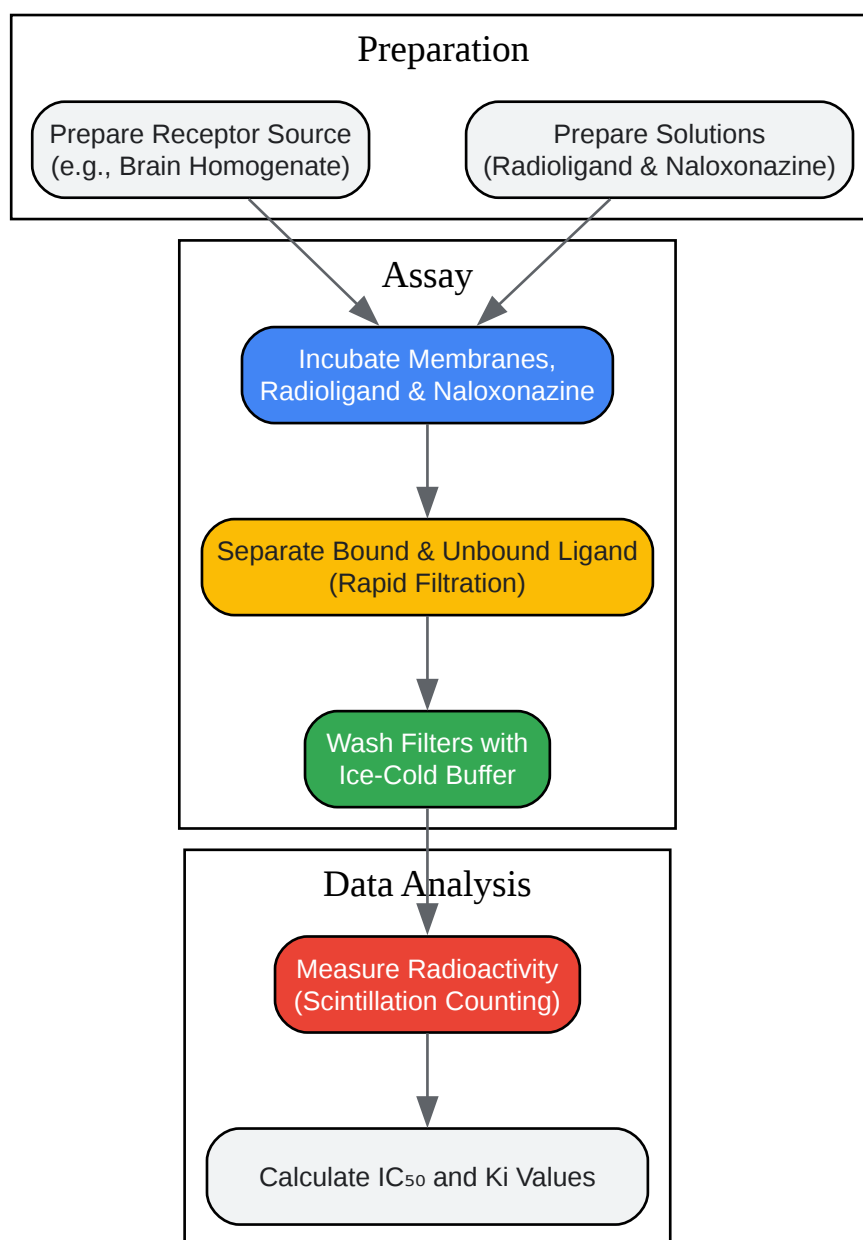 Preparation
Prepare Receptor Source
(e.g., Brain Homogenate)
Prepare Solutions
(Radioligand & Naloxonazine)
Assay
Incubate Membranes,
Radioligand & Naloxonazine
Separate Bound & Unbound Ligand
(Rapid Filtration)
Wash Filters with
Ice-Cold Buffer
Data Analysis
Measure Radioactivity
(Scintillation Counting)
Calculate IC₅₀ and Ki Values